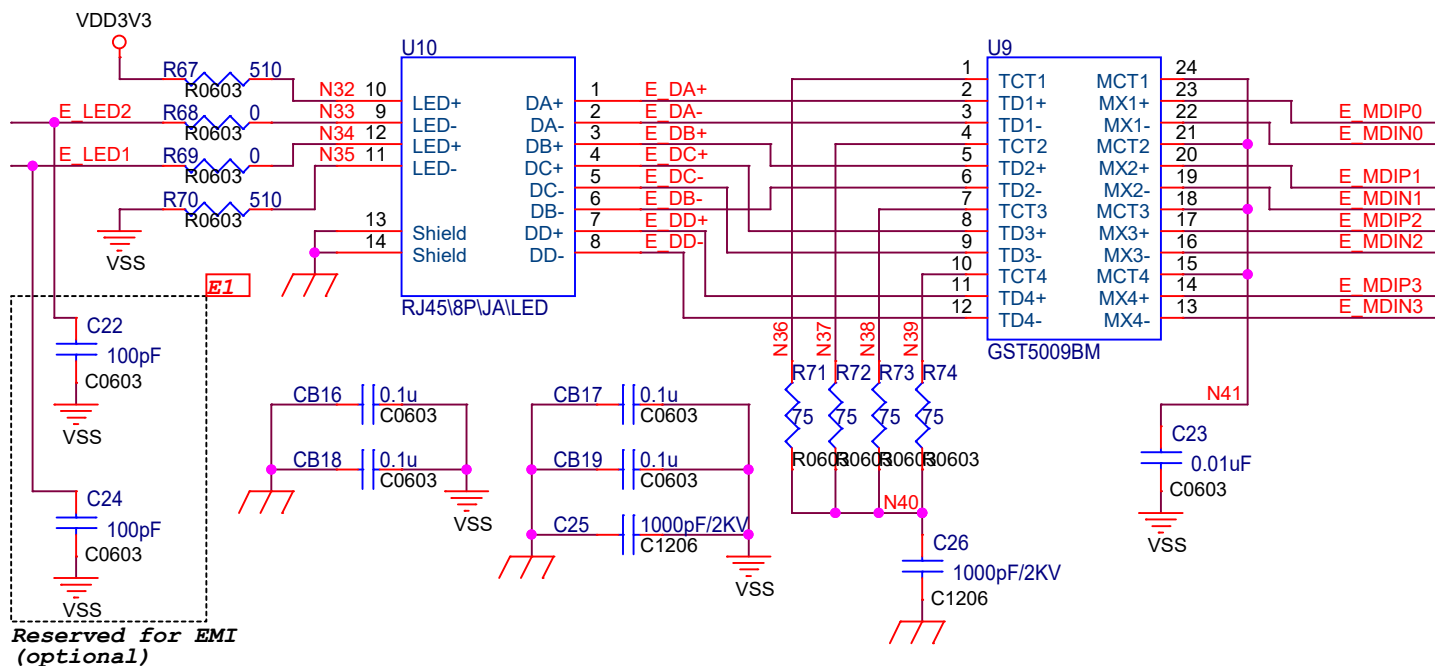 VDD3V3
R67 510
R0603
E_LED2 R68 0
R0603
E_LED1 R69 0
R0603
R70 510
R0603
VSS
N32 10
N33 9
N34 12
N35 11
13
14
U10
LED+
LED-
LED+
LED-
Shield
Shield
DA+
DA-
DB+
DC+
DC-
DB-
DD+
DD-
RJ45\8P\JA\LED
1 E_DA+
2 E_DA-
3 E_DB+
4 E_DC+
5 E_DC-
6 E_DB-
7 E_DD+
8 E_DD-
U9
1 TCT1
2 TD1+
3 TD1-
4 TCT2
5 TD2+
6 TD2-
7 TCT3
8 TD3+
9 TD3-
10 TCT4
11 TD4+
12 TD4-
MCT1 24
MX1+ 23
MX1- 22
MCT2 21
MX2+ 20
MX2- 19
MCT3 18
MX3+ 17
MX3- 16
MCT4 15
MX4+ 14
MX4- 13
GST5009BM
E_MDIP0
E_MDIN0
E_MDIP1
E_MDIN1
E_MDIP2
E_MDIN2
E_MDIP3
E_MDIN3
E1
C22
100pF
C0603
VSS
C24
100pF
C0603
VSS
Reserved for EMI
(optional)
CB16 0.1u
C0603
CB18 0.1u
C0603
VSS
CB17 0.1u
C0603
CB19 0.1u
C0603
C25 1000pF/2KV
C1206
VSS
N36 N37 N38 N39
R71 R72 R73 R74
75 75 75 75
R0603 R0603 R0603 R0603
N40
C26
1000pF/2KV
C1206
N41
C23
0.01uF
C0603
VSS